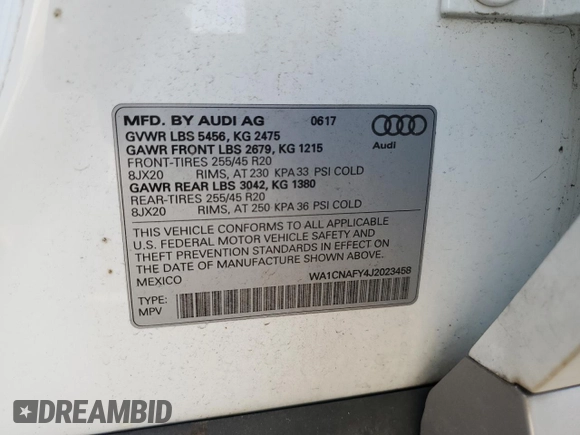 MFD. BY AUDI AG 0617
GVWR LBS 5456, KG 2475
GAWR FRONT LBS 2679, KG 1215
FRONT-TIRES 255/45 R20
8JX20 RIMS, AT 230 KPA 33 PSI COLD
GAWR REAR LBS 3042, KG 1380
REAR-TIRES 255/45 R20
8JX20 RIMS, AT 250 KPA 36 PSI COLD
Audi
THIS VEHICLE CONFORMS TO ALL APPLICABLE
U.S. FEDERAL MOTOR VEHICLE SAFETY AND
THEFT PREVENTION STANDARDS IN EFFECT ON
THE DATE OF MANUFACTURE SHOWN ABOVE.
MEXICO WA1CNAFY4J2023458
TYPE:
MPV
DREAMBID